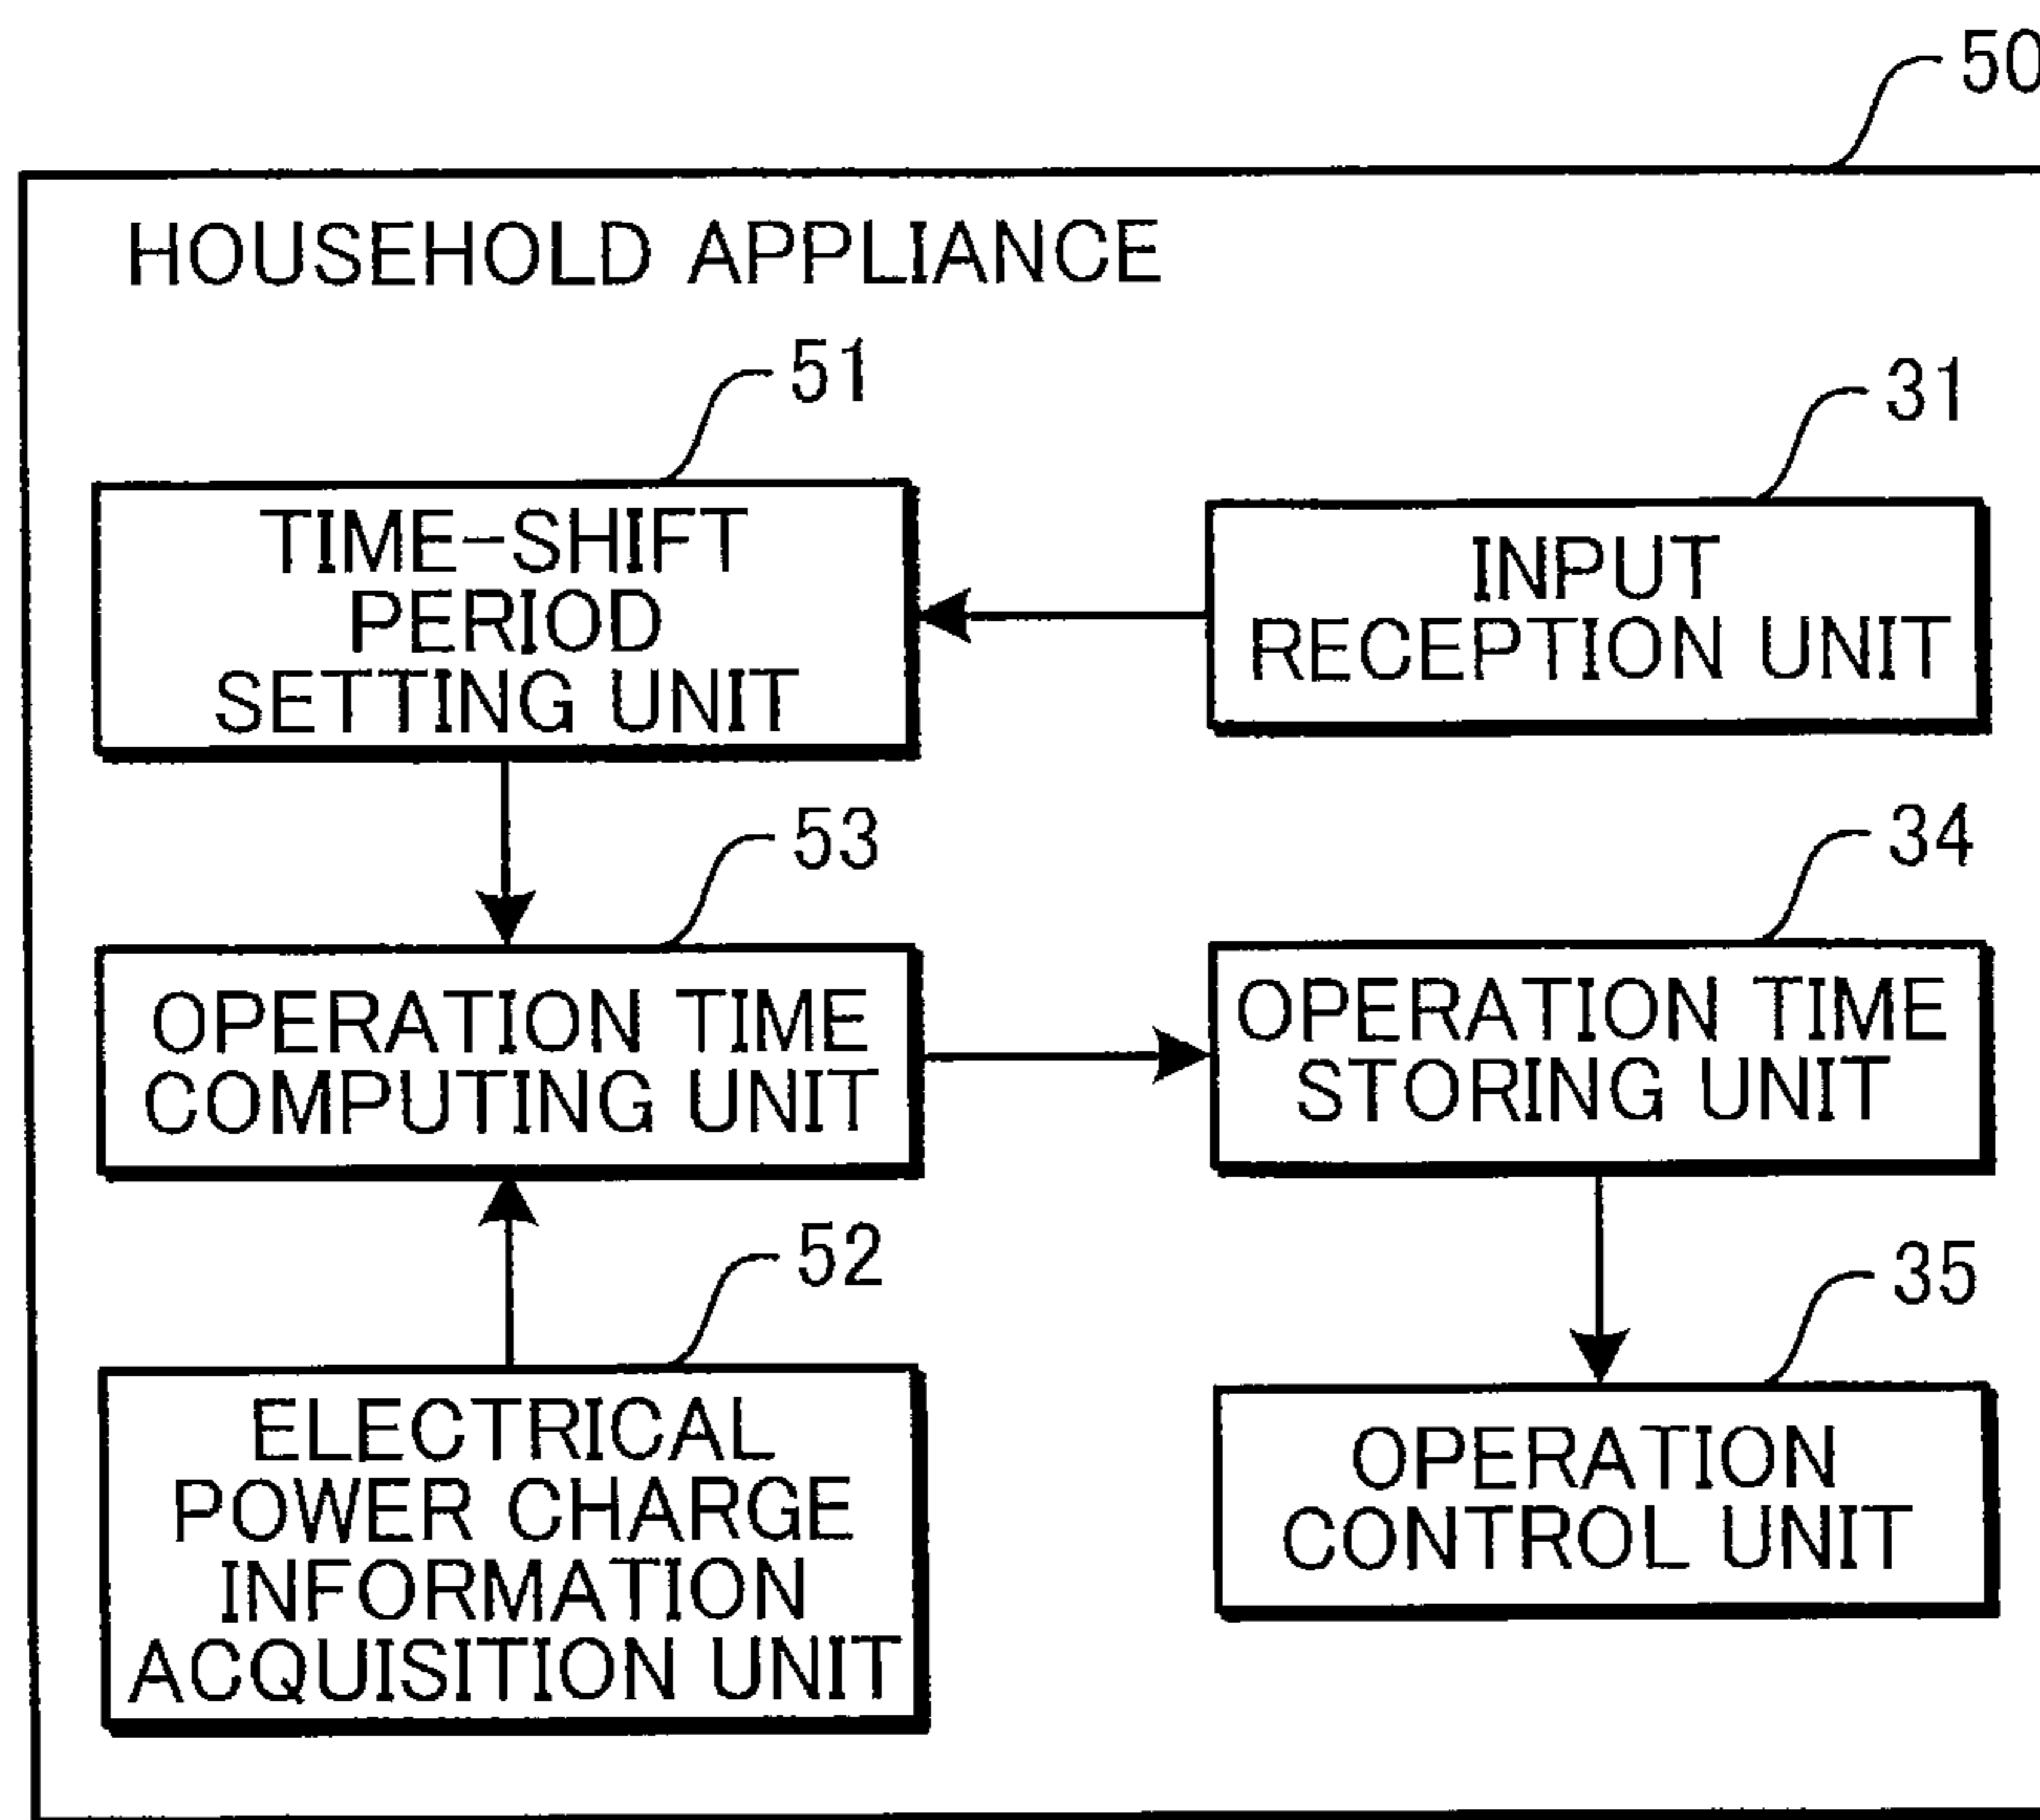 50
HOUSEHOLD APPLIANCE
51
31
TIME-SHIFT
PERIOD
SETTING UNIT
INPUT
RECEPTION UNIT
53
34
OPERATION TIME
COMPUTING UNIT
OPERATION TIME
STORING UNIT
52
35
ELECTRICAL
POWER CHARGE
INFORMATION
ACQUISITION UNIT
OPERATION
CONTROL UNIT